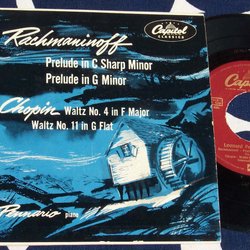 Rachmaninoff
Capitol
CLASSICS
Prelude in C Sharp Minor
Prelude in G Minor
Chopin Waltz No. 4 in F Major
Waltz No. 11 in G Flat
Pennario piano
Leonard